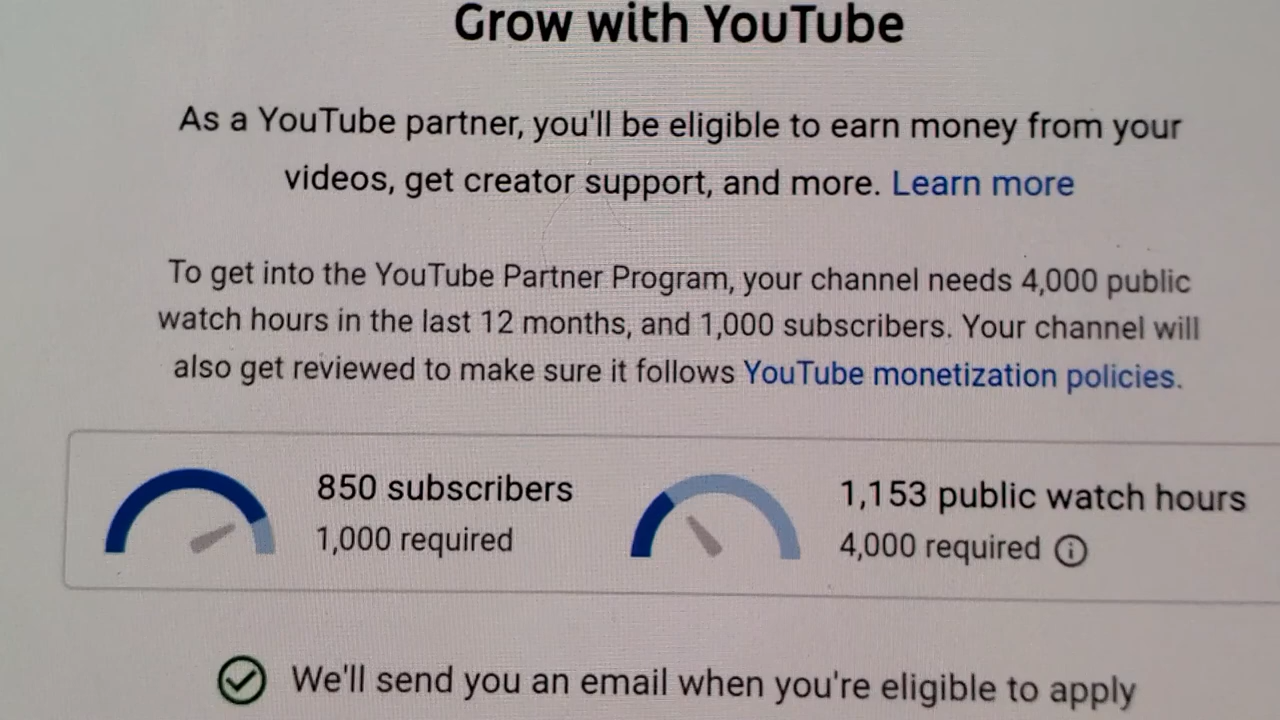 Grow with YouTube
As a YouTube partner, you'll be eligible to earn money from your
videos, get creator support, and more. Learn more
To get into the YouTube Partner Program, your channel needs 4,000 public
watch hours in the last 12 months, and 1,000 subscribers. Your channel will
also get reviewed to make sure it follows YouTube monetization policies.
850 subscribers
1,000 required
1,153 public watch hours
4,000 required
We'll send you an email when you're eligible to apply